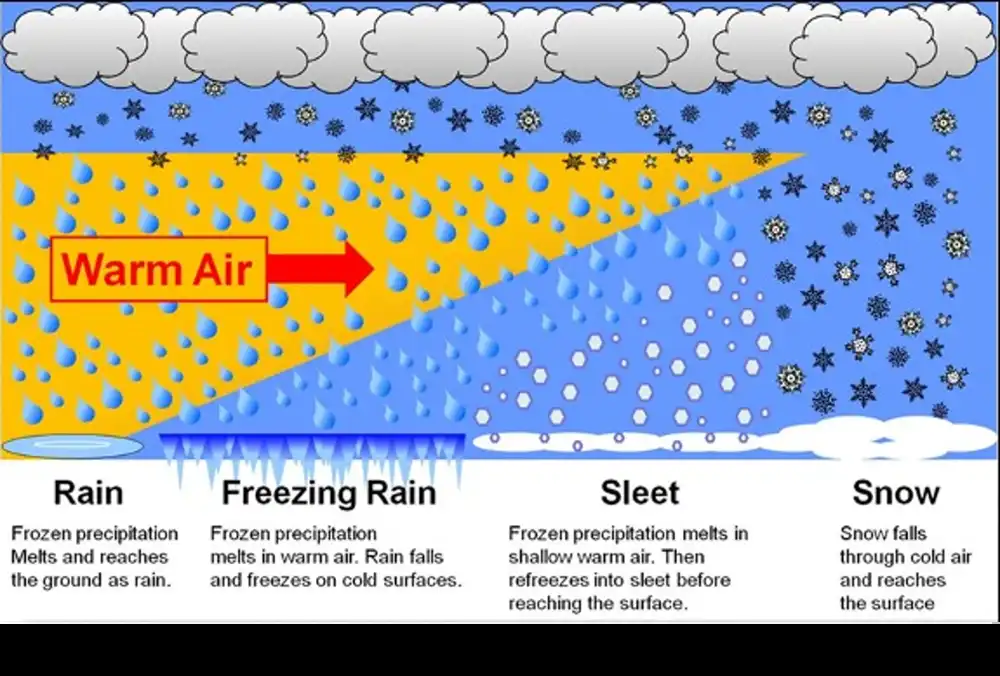 Warm Air
Rain
Frozen precipitation
Melts and reaches
the ground as rain.
Freezing Rain
Frozen precipitation
melts in warm air. Rain falls
and freezes on cold surfaces.
Sleet
Frozen precipitation melts in
shallow warm air. Then
refreezes into sleet before
reaching the surface.
Snow
Snow falls
through cold air
and reaches
the surface